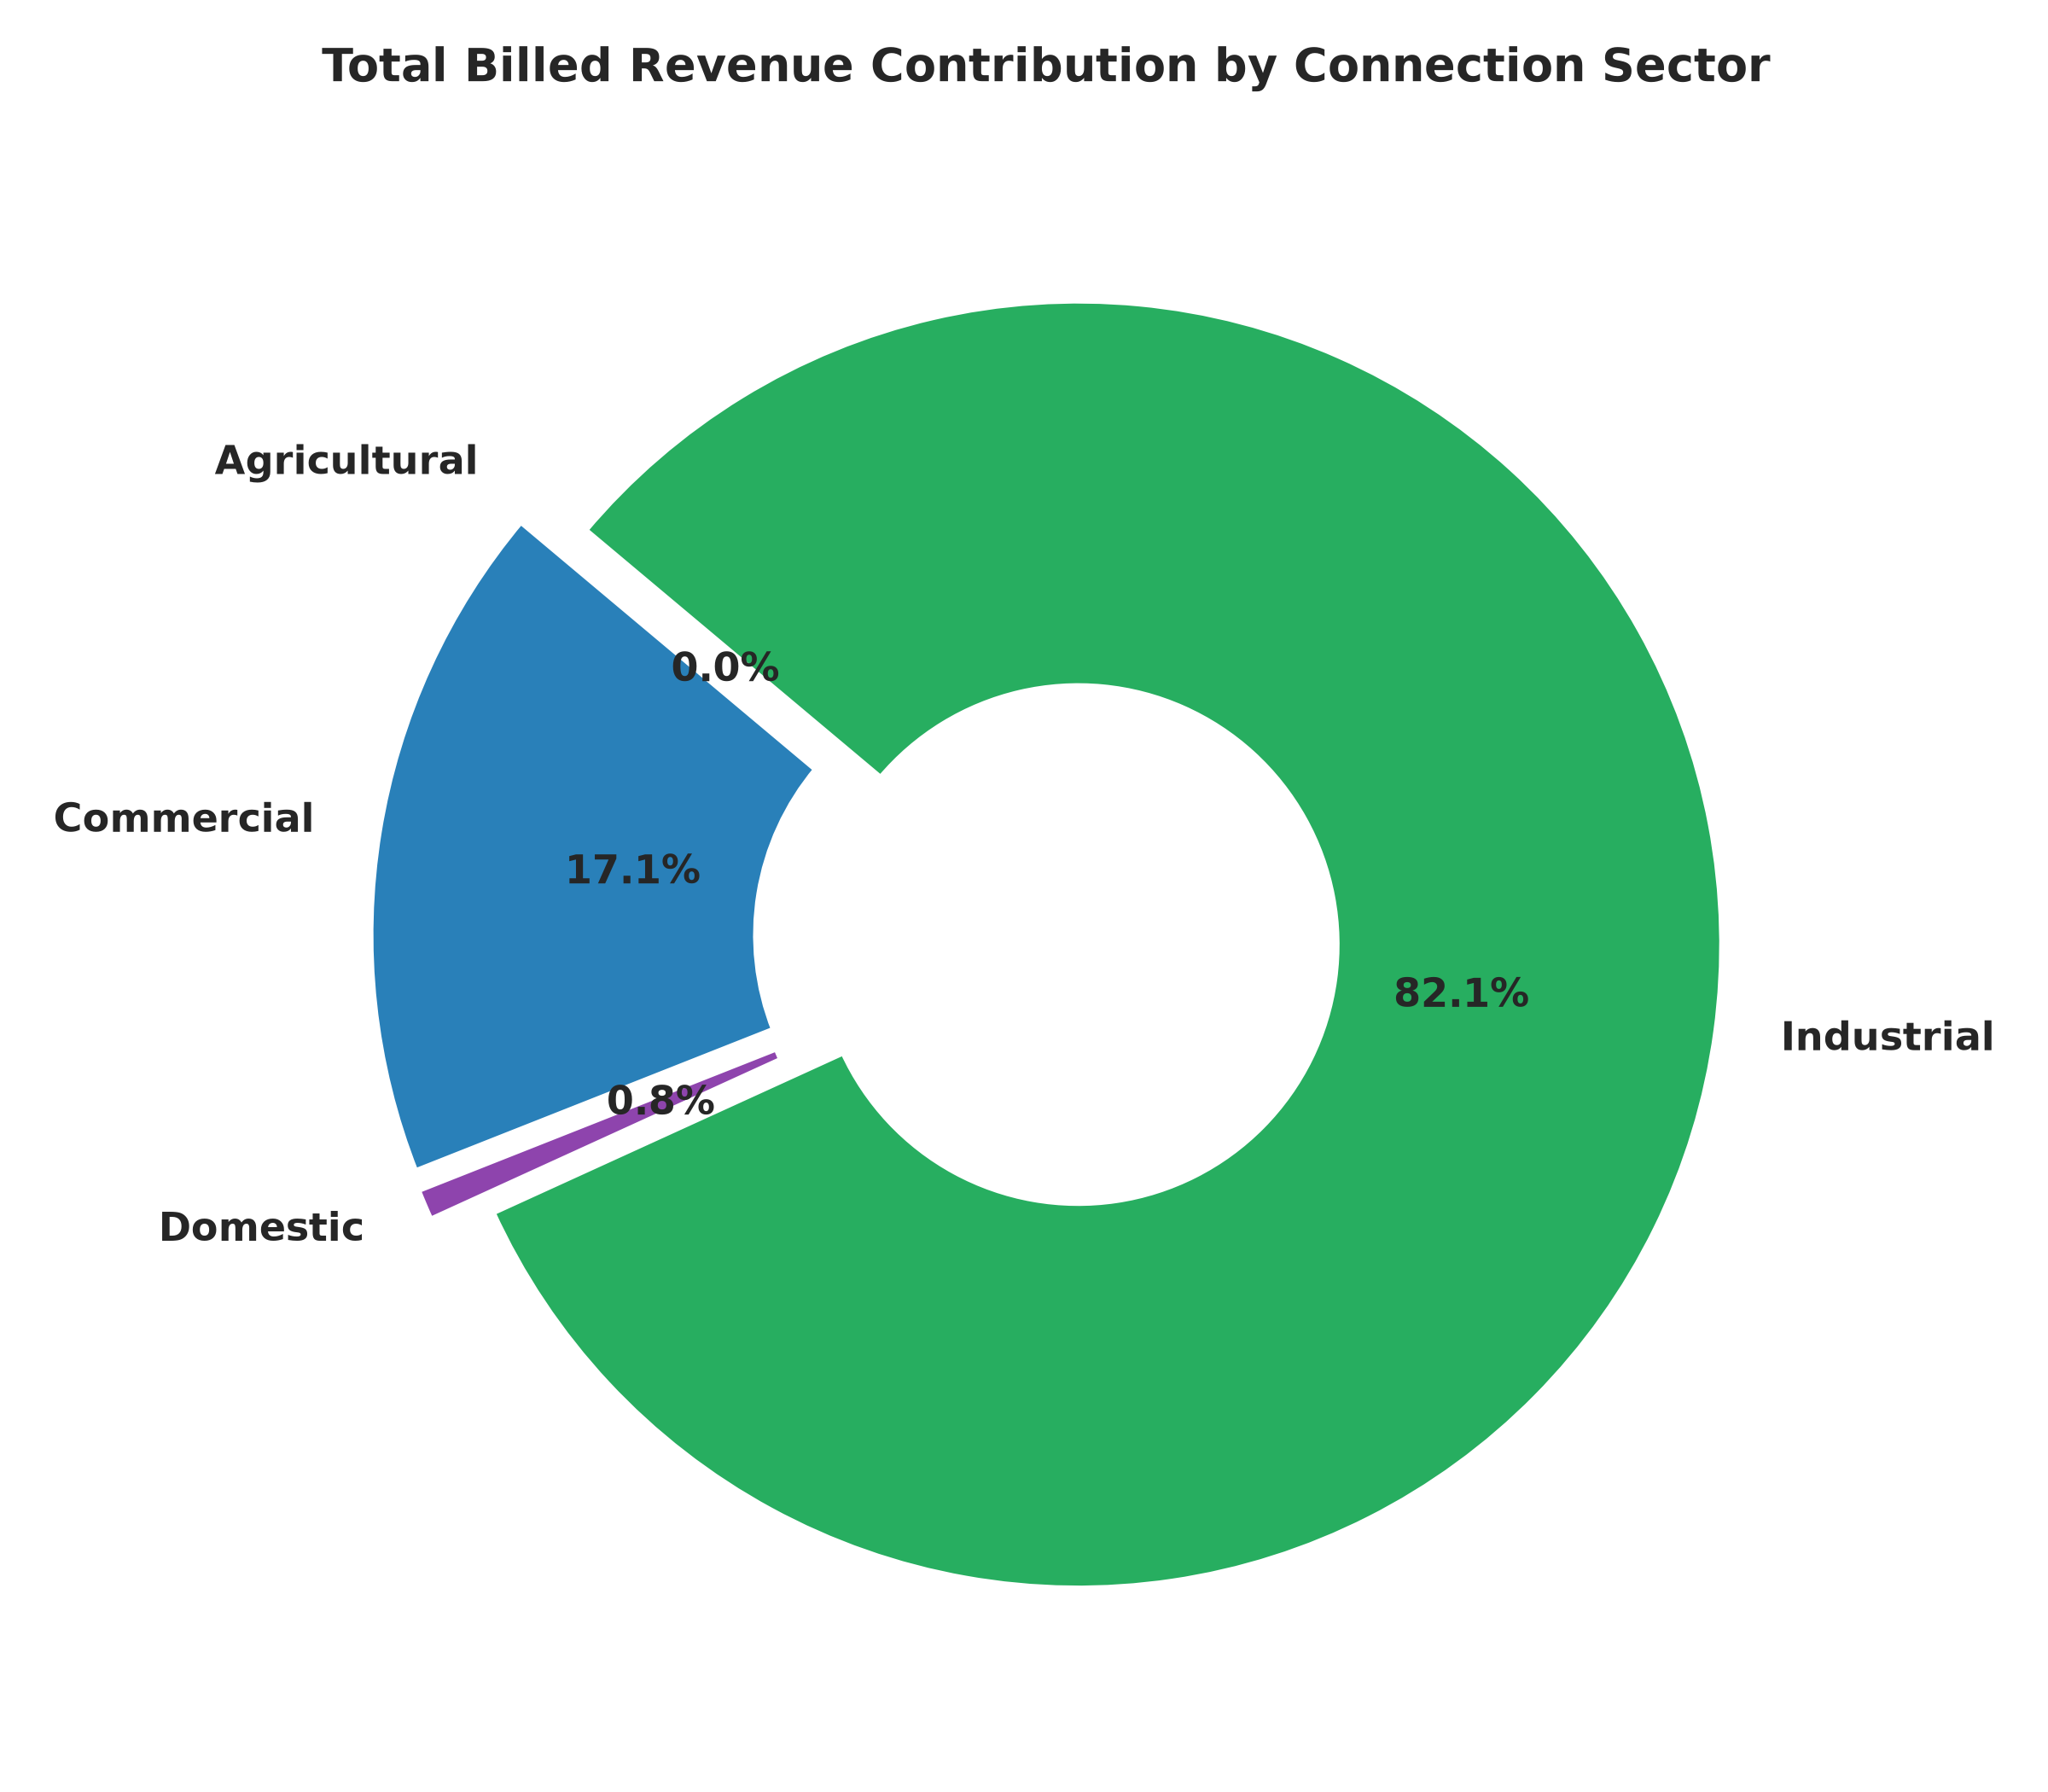 Total Billed Revenue Contribution by Connection Sector
Agricultural
0.0%
Commercial
17.1%
82.1%
Industrial
0.8%
Domestic